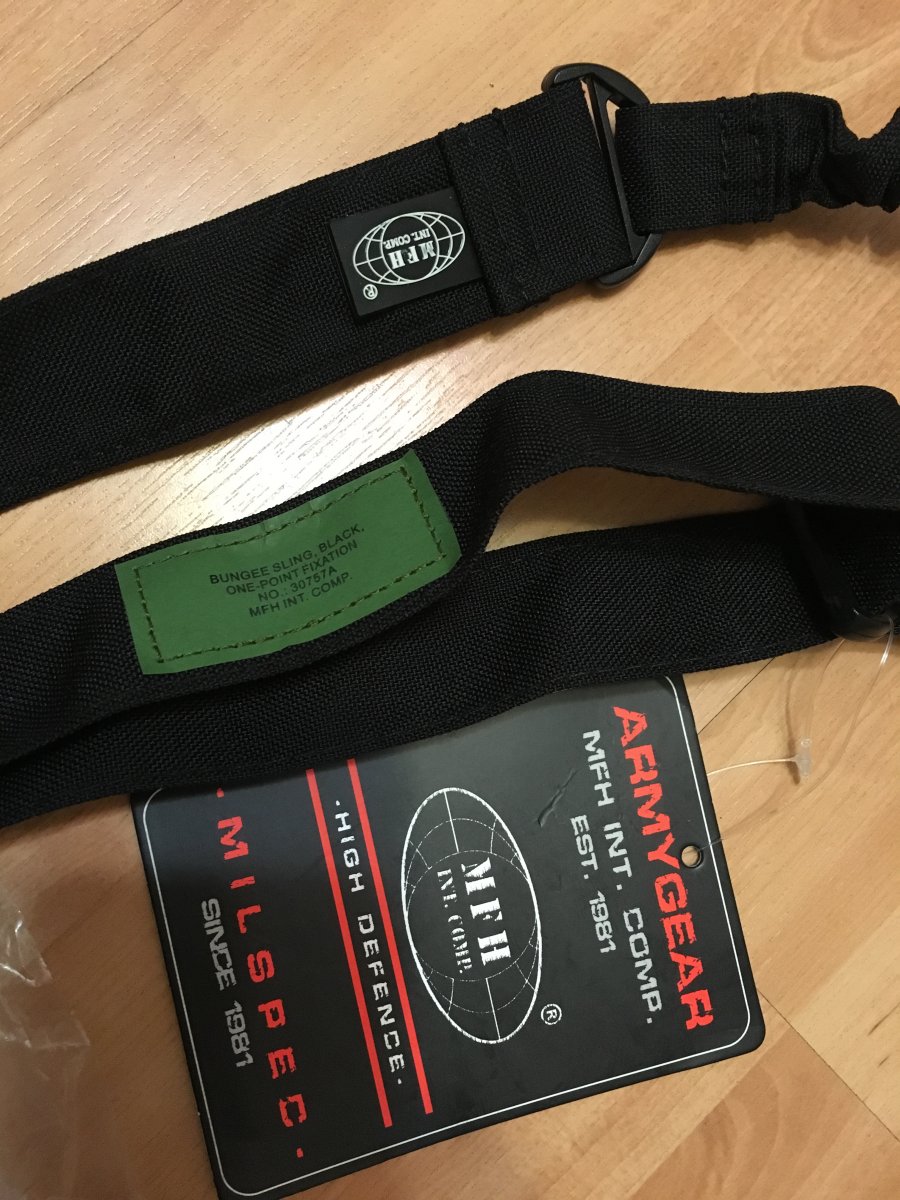 MFH
INT. COMP.
®
BUNGEE SLING, BLACK,
ONE-POINT FIXATION
NO.: 30757A
MFH INT. COMP.
ARMYGEAR
MFH INT. COMP.
EST. 1981
MFH
INT. COMP.
®
·HIGH DEFENCE·
·MILSPEC·
SINCE 1981